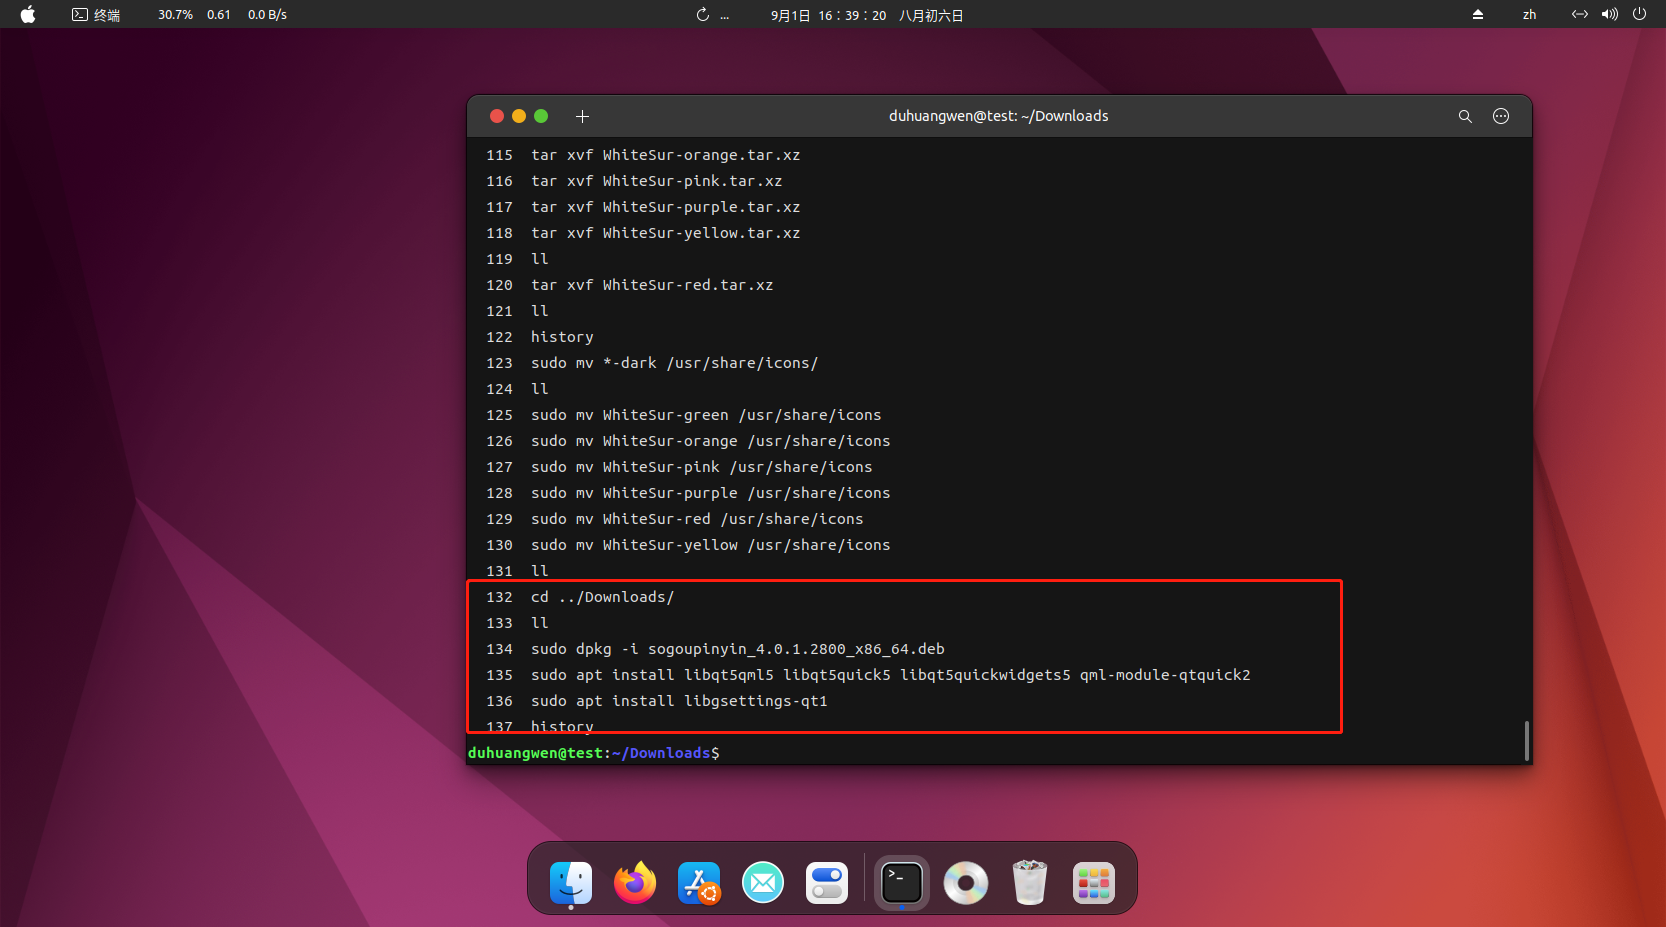 终端 30.7% 0.61 0.0 B/s ... 9月1日 16：39：20 八月初六日 zh
duhuangwen@test: ~/Downloads
115 tar xvf WhiteSur-orange.tar.xz
116 tar xvf WhiteSur-pink.tar.xz
117 tar xvf WhiteSur-purple.tar.xz
118 tar xvf WhiteSur-yellow.tar.xz
119 ll
120 tar xvf WhiteSur-red.tar.xz
121 ll
122 history
123 sudo mv *-dark /usr/share/icons/
124 ll
125 sudo mv WhiteSur-green /usr/share/icons
126 sudo mv WhiteSur-orange /usr/share/icons
127 sudo mv WhiteSur-pink /usr/share/icons
128 sudo mv WhiteSur-purple /usr/share/icons
129 sudo mv WhiteSur-red /usr/share/icons
130 sudo mv WhiteSur-yellow /usr/share/icons
131 ll
132 cd ../Downloads/
133 ll
134 sudo dpkg -i sogoupinyin_4.0.1.2800_x86_64.deb
135 sudo apt install libqt5qml5 libqt5quick5 libqt5quickwidgets5 qml-module-qtquick2
136 sudo apt install libgsettings-qt1
137 history
duhuangwen@test:~/Downloads$